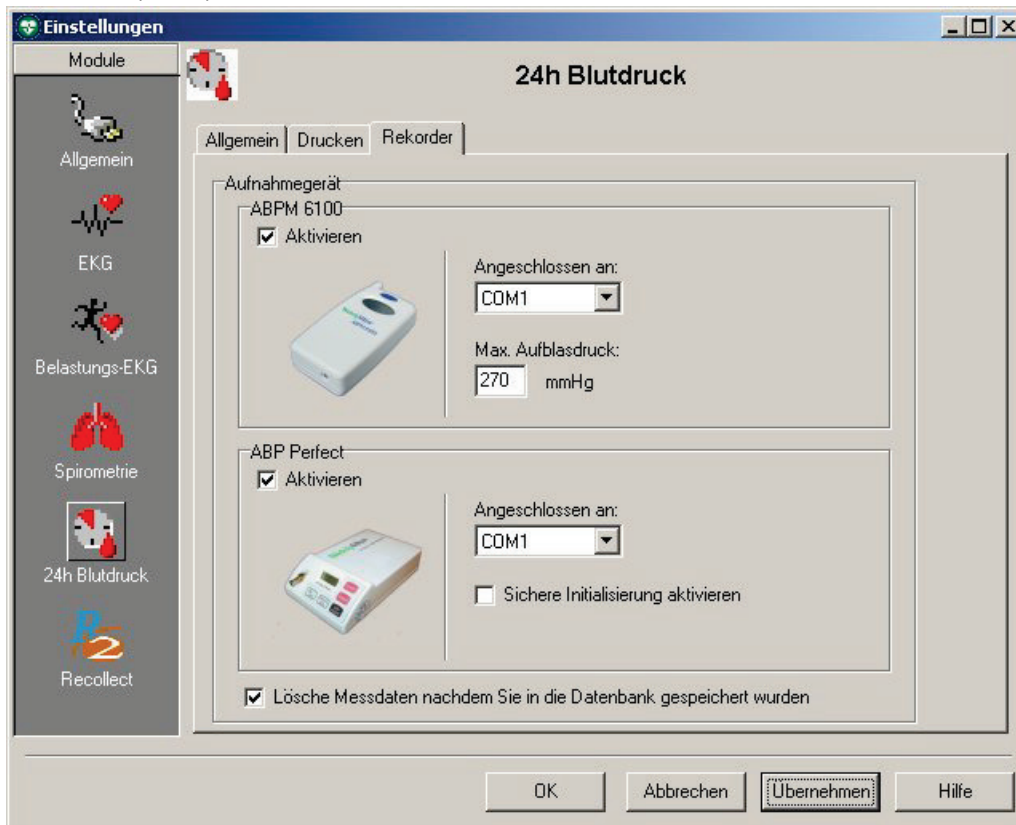 Einstellungen
Module
24h Blutdruck
Allgemein
EKG
Belastungs-EKG
Spirometrie
24h Blutdruck
Recollect
Allgemein
Drucken
Rekorder
Aufnahmegerät
ABPM 6100
Aktivieren
Angeschlossen an:
COM1
Max. Aufblasdruck:
270 mmHg
ABP Perfect
Aktivieren
Angeschlossen an:
COM1
Sichere Initialisierung aktivieren
Lösche Messdaten nachdem Sie in die Datenbank gespeichert wurden
OK
Abbrechen
Übernehmen
Hilfe